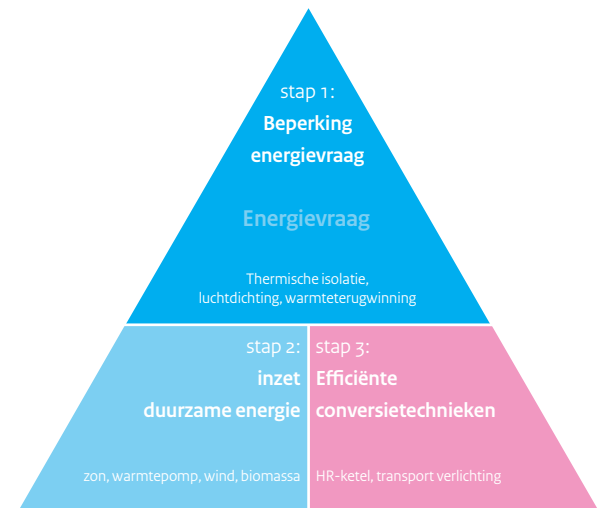 stap 1:
Beperking
energievraag
Energievraag
Thermische isolatie,
luchtdichting, warmteterugwinning
stap 2:
inzet
duurzame energie
zon, warmtepomp, wind, biomassa
stap 3:
Efficiënte
conversietechnieken
HR-ketel, transport verlichting